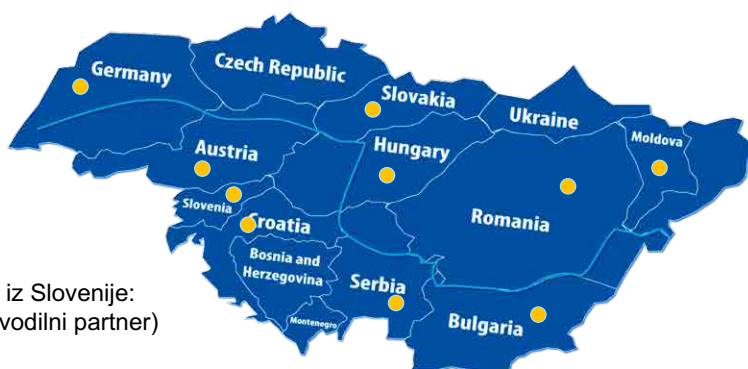 Germany
Czech Republic
Slovakia
Ukraine
Moldova
Austria
Hungary
Slovenia
Croatia
Romania
Bosnia and
Herzegovina
Serbia
Montenegro
Bulgaria
iz Slovenije:
vodilni partner)